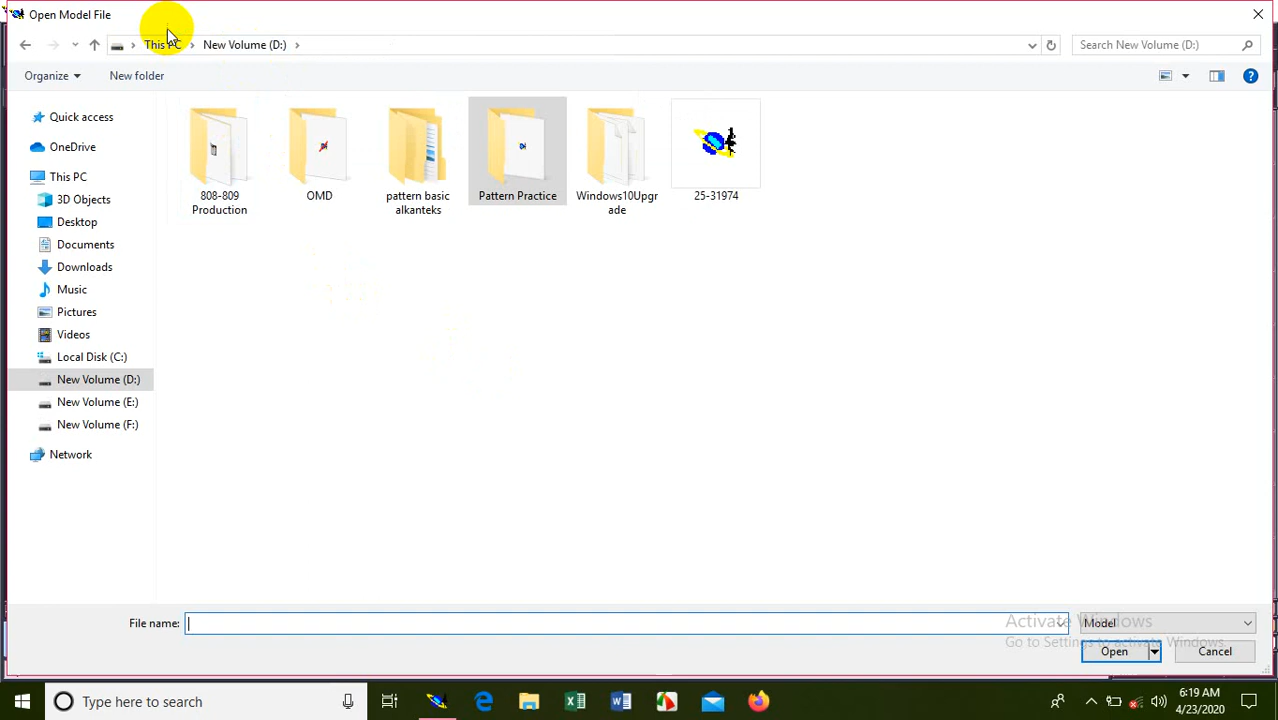 Open Model File
This PC
New Volume (D:)
Search New Volume (D:)
Organize
New folder
Quick access
OneDrive
This PC
3D Objects
Desktop
Documents
Downloads
Music
Pictures
Videos
Local Disk (C:)
New Volume (D:)
New Volume (E:)
New Volume (F:)
Network
808-809
Production
OMD
pattern basic
alkanteks
Pattern Practice
Windows10Upgr
ade
25-31974
File name:
Model
Activate Windows
Go to Settings to activate Windows.
Open
Cancel
Type here to search
6:19 AM
4/23/2020